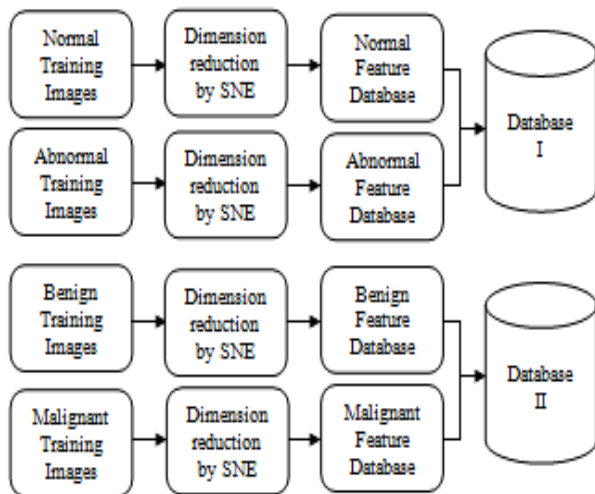 Normal
Training
Images
Dimension
reduction
by SNE
Normal
Feature
Database
Database
I
Abnormal
Training
Images
Dimension
reduction
by SNE
Abnormal
Feature
Database
Benign
Training
Images
Dimension
reduction
by SNE
Benign
Feature
Database
Database
II
Malignant
Training
Images
Dimension
reduction
by SNE
Malignant
Feature
Database